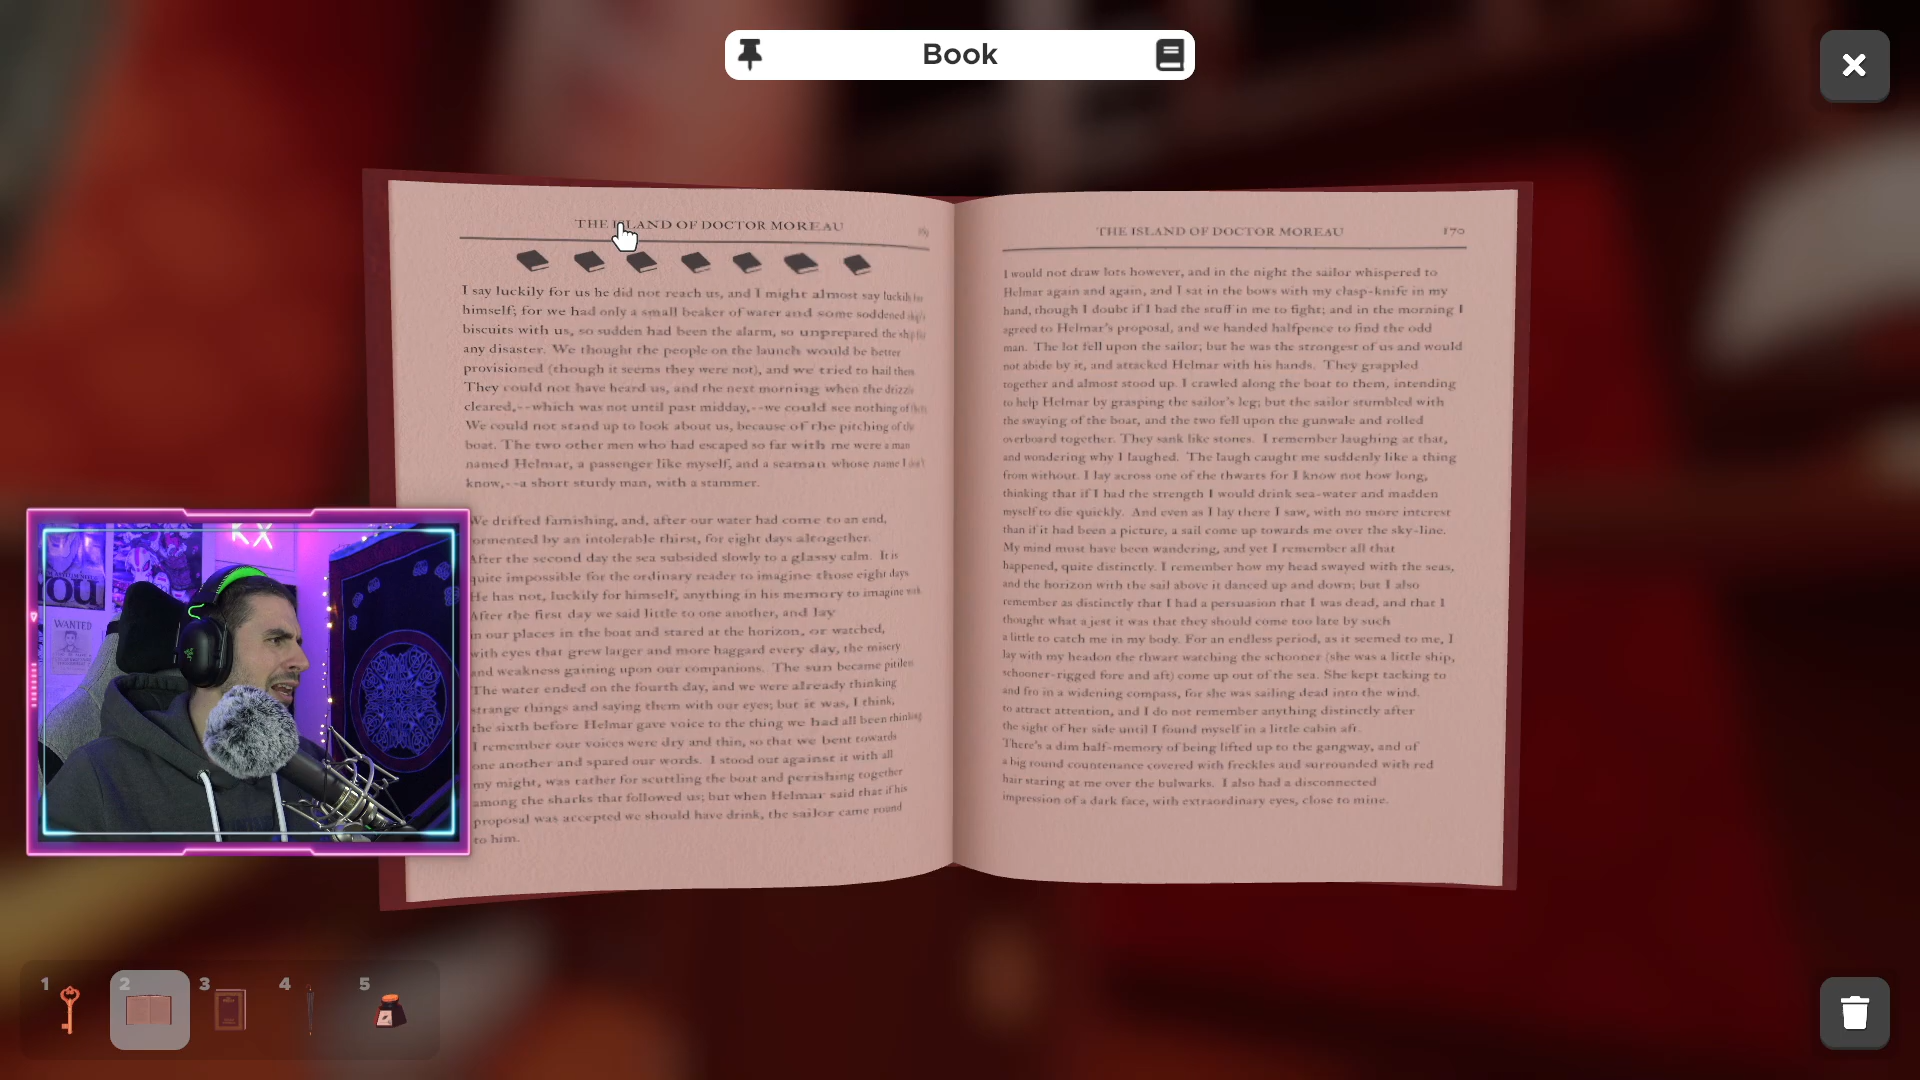 Book
THE ISLAND OF DOCTOR MOREAU
I say luckily for us he did not reach us, and I might almost say luckily for
himself; for we had only a small beaker of water and some soddened
biscuits with us, so sudden had been the alarm, so unprepared the ship
any disaster. We thought the people on the launch would be better
provisioned (though it seems they were not), and we tried to hail them
They could not have heard us, and the next morning when the drizzle
cleared,--which was not until past midday,--we could see nothing of
We could not stand up to look about us, because of the pitching of the
boat. The two other men who had escaped so far with me were a man
named Helmar, a passenger like myself, and a seaman whose name I
know,--a short sturdy man, with a stammer.
We drifted famishing, and, after our water had come to an end,
tormented by an intolerable thirst, for eight days altogether.
After the second day the sea subsided slowly to a glassy calm. It is
quite impossible for the ordinary reader to imagine those eight days
He has not, luckily for himself, anything in his memory to imagine with.
After the first day we said little to one another, and lay
in our places in the boat and stared at the horizon, or watched,
with eyes that grew larger and more haggard every day, the misery
and weakness gaining upon our companions. The sun became pitiless
The water ended on the fourth day, and we were already thinking
strange things and saying them with our eyes; but it was, I think,
the sixth before Helmar gave voice to the thing we had all been thinking
I remember our voices were dry and thin, so that we bent towards
one another and spared our words. I stood out against it with all
my might, was rather for scuttling the boat and perishing together
among the sharks that followed us; but when Helmar said that if his
proposal was accepted we should have drink, the sailor came round
to him.
THE ISLAND OF DOCTOR MOREAU 170
I would not draw lots however, and in the night the sailor whispered to
Helmar again and again, and I sat in the bows with my clasp-knife in my
hand, though I doubt if I had the stuff in me to fight; and in the morning I
agreed to Helmar's proposal, and we handed halfpence to find the odd
man. The lot fell upon the sailor; but he was the strongest of us and would
not abide by it, and attacked Helmar with his hands. They grappled
together and almost stood up. I crawled along the boat to them, intending
to help Helmar by grasping the sailor's leg; but the sailor stumbled with
the swaying of the boat, and the two fell upon the gunwale and rolled
overboard together. They sank like stones. I remember laughing at that,
and wondering why I laughed. The laugh caught me suddenly like a thing
from without. I lay across one of the thwarts for I know not how long,
thinking that if I had the strength I would drink sea-water and madden
myself to die quickly. And even as I lay there I saw, with no more interest
than if it had been a picture, a sail come up towards me over the sky-line.
My mind must have been wandering, and yet I remember all that
happened, quite distinctly. I remember how my head swayed with the seas,
and the horizon with the sail above it danced up and down; but I also
remember as distinctly that I had a persuasion that I was dead, and that I
thought what a jest it was that they should come too late by such
a little to catch me in my body. For an endless period, as it seemed to me, I
lay with my headon the thwart watching the schooner (she was a little ship,
schooner-rigged fore and aft) come up out of the sea. She kept tacking to
and fro in a widening compass, for she was sailing dead into the wind.
to attract attention, and I do not remember anything distinctly after
the sight of her side until I found myself in a little cabin aft.
There's a dim half-memory of being lifted up to the gangway, and of
a big round countenance covered with freckles and surrounded with red
hair staring at me over the bulwarks. I also had a disconnected
impression of a dark face, with extraordinary eyes, close to mine.
KX
ou
WANTED
1 2 3 4 5